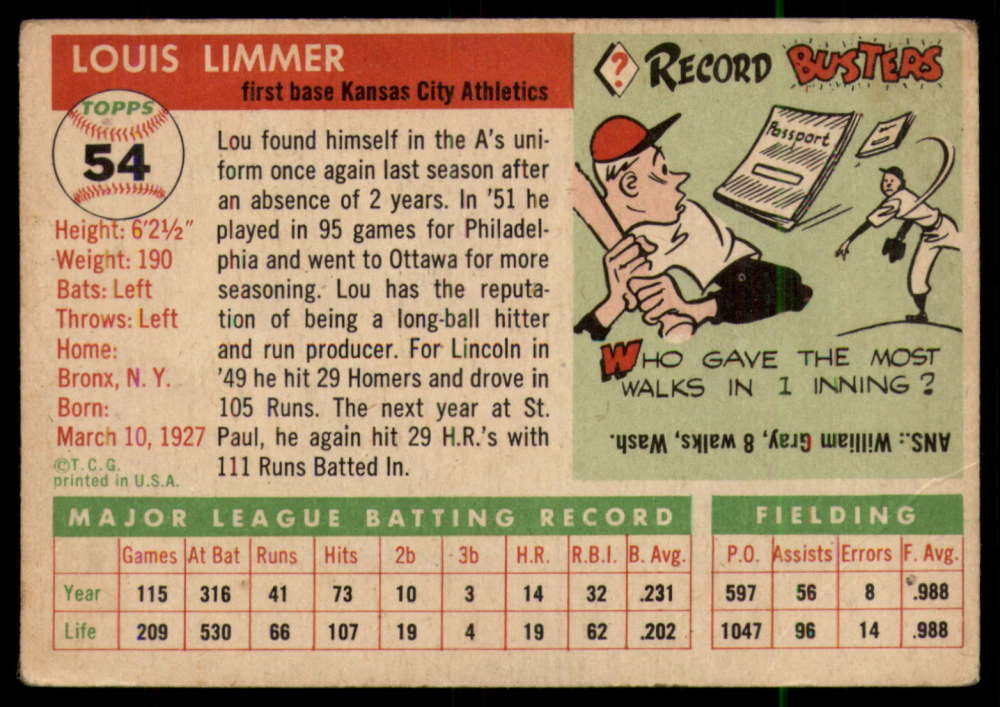 LOUIS LIMMER
first base Kansas City Athletics
TOPPS
54
Height: 6'2½"
Weight: 190
Bats: Left
Throws: Left
Home:
Bronx, N. Y.
Born:
March 10, 1927
©T.C.G.
printed in U.S.A.
Lou found himself in the A's uni-
form once again last season after
an absence of 2 years. In '51 he
played in 95 games for Philadel-
phia and went to Ottawa for more
seasoning. Lou has the reputa-
tion of being a long-ball hitter
and run producer. For Lincoln in
'49 he hit 29 Homers and drove in
105 Runs. The next year at St.
Paul, he again hit 29 H.R.'s with
111 Runs Batted In.
? RECORD BUSTERS
Passport
WHO GAVE THE MOST
WALKS IN 1 INNING?
ANS.: William Gray, 8 walks, Wash.
MAJOR LEAGUE BATTING RECORD
Games At Bat Runs Hits 2b 3b H.R. R.B.I. B. Avg.
Year 115 316 41 73 10 3 14 32 .231
Life 209 530 66 107 19 4 19 62 .202
FIELDING
P.O. Assists Errors F. Avg.
597 56 8 .988
1047 96 14 .988